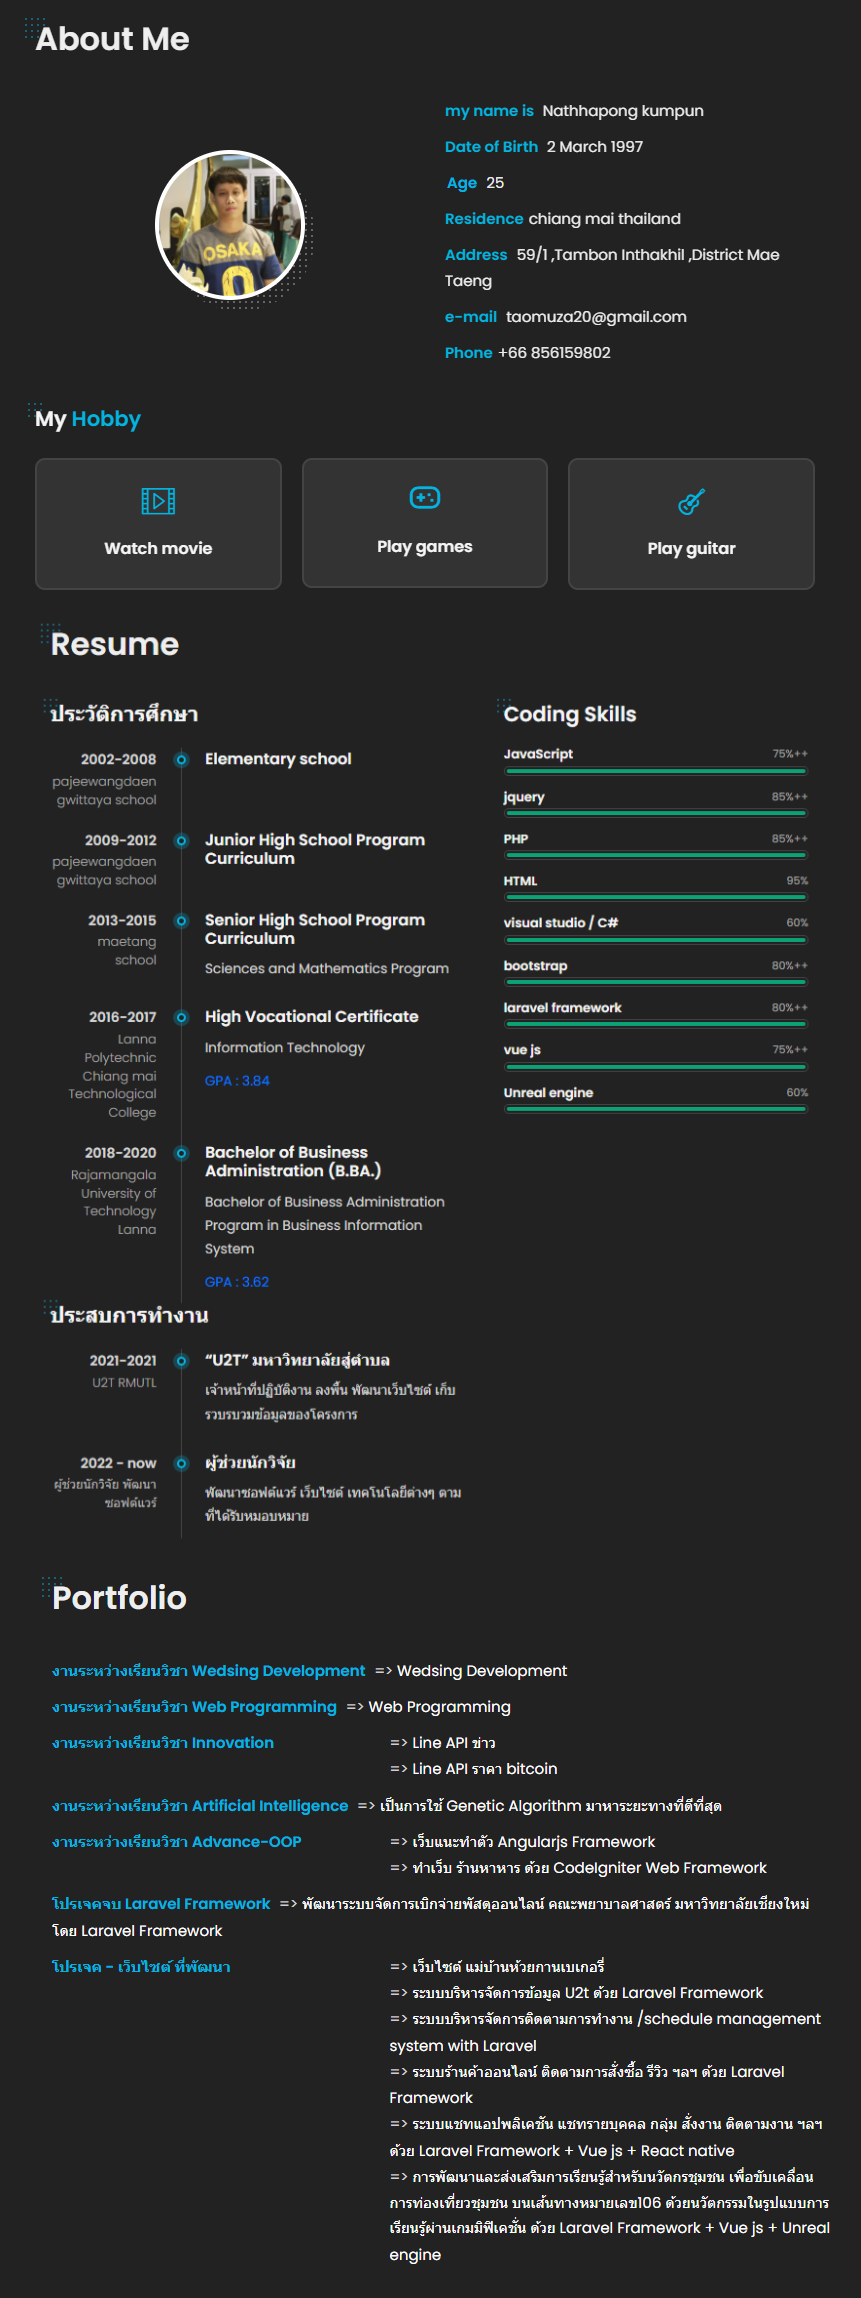 About Me
my name is Nathhapong kumpun
Date of Birth 2 March 1997
Age 25
Residence chiang mai thailand
Address 59/1 ,Tambon Inthakhil ,District Mae
Taeng
e-mail taomuza20@gmail.com
Phone +66 856159802
OSAKA
0
My Hobby
Watch movie
Play games
Play guitar
Resume
ประวัติการศึกษา
2002-2008
pajeewangdaen
gwittaya school
Elementary school
2009-2012
pajeewangdaen
gwittaya school
Junior High School Program
Curriculum
2013-2015
maetang
school
Senior High School Program
Curriculum
Sciences and Mathematics Program
2016-2017
Lanna
Polytechnic
Chiang mai
Technological
College
High Vocational Certificate
Information Technology
GPA : 3.84
2018-2020
Rajamangala
University of
Technology
Lanna
Bachelor of Business
Administration (B.BA.)
Bachelor of Business Administration
Program in Business Information
System
GPA : 3.62
Coding Skills
JavaScript 75%++
jquery 85%++
PHP 85%++
HTML 95%
visual studio / C# 60%
bootstrap 80%++
laravel framework 80%++
vue js 75%++
Unreal engine 60%
ประสบการทำงาน
2021-2021
U2T RMUTL
“U2T” มหาวิทยาลัยสู่ตำบล
เจ้าหน้าที่ปฏิบัติงาน ลงพื้น พัฒนาเว็บไซต์ เก็บ
รวบรบวมข้อมูลของโครงการ
2022 - now
ผู้ช่วยนักวิจัย พัฒนา
ซอฟต์แวร์
ผู้ช่วยนักวิจัย
พัฒนาซอฟต์แวร์ เว็บไซต์ เทคโนโลยีต่างๆ ตาม
ที่ได้รับหมอบหมาย
Portfolio
งานระหว่างเรียนวิชา Wedsing Development => Wedsing Development
งานระหว่างเรียนวิชา Web Programming => Web Programming
งานระหว่างเรียนวิชา Innovation => Line API ข่าว
=> Line API ราคา bitcoin
งานระหว่างเรียนวิชา Artificial Intelligence => เป็นการใช้ Genetic Algorithm มาหาระยะทางที่ดีที่สุด
งานระหว่างเรียนวิชา Advance-OOP => เว็บแนะทำตัว Angularjs Framework
=> ทำเว็บ ร้านหาหาร ด้วย CodeIgniter Web Framework
โปรเจคจบ Laravel Framework => พัฒนาระบบจัดการเบิกจ่ายพัสดุออนไลน์ คณะพยาบาลศาสตร์ มหาวิทยาลัยเชียงใหม่
โดย Laravel Framework
โปรเจค - เว็บไซต์ ที่พัฒนา => เว็บไซต์ แม่บ้านห้วยกานเบเกอรี่
=> ระบบบริหารจัดการข้อมูล U2t ด้วย Laravel Framework
=> ระบบบริหารจัดการติดตามการทำงาน /schedule management
system with Laravel
=> ระบบร้านค้าออนไลน์ ติดตามการสั่งซื้อ รีวิว ฯลฯ ด้วย Laravel
Framework
=> ระบบแชทแอปพลิเคชัน แชทรายบุคคล กลุ่ม สั่งงาน ติดตามงาน ฯลฯ
ด้วย Laravel Framework + Vue js + React native
=> การพัฒนาและส่งเสริมการเรียนรู้สำหรับนวัตกรชุมชน เพื่อขับเคลื่อน
การท่องเที่ยวชุมชน บนเส้นทางหมายเลข106 ด้วยนวัตกรรมในรูปแบบการ
เรียนรู้ผ่านเกมมิฟิเคชั่น ด้วย Laravel Framework + Vue js + Unreal
engine